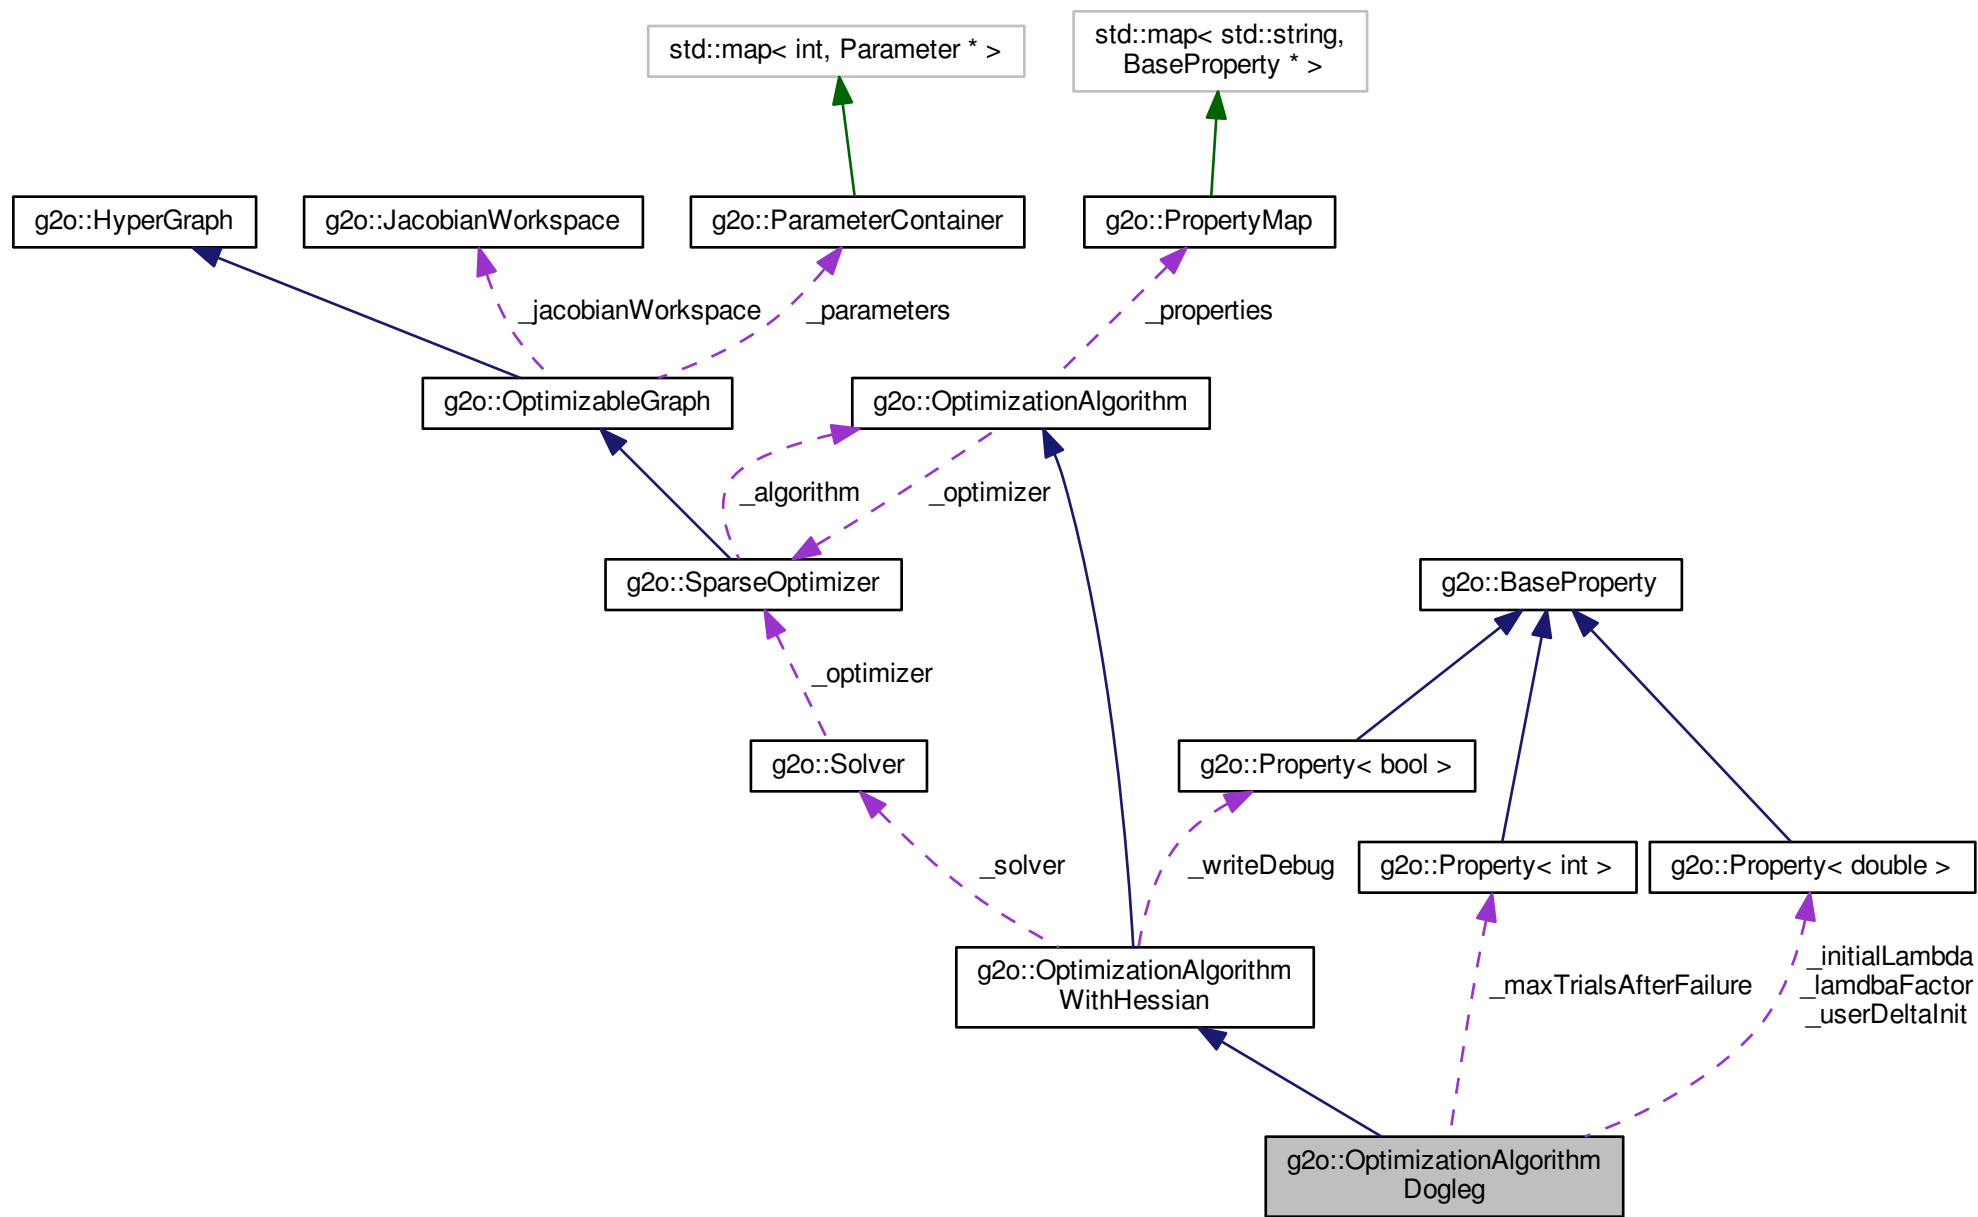 std::map< int, Parameter * >
std::map< std::string,
BaseProperty * >
g2o::HyperGraph
g2o::JacobianWorkspace
g2o::ParameterContainer
g2o::PropertyMap
_jacobianWorkspace
_parameters
_properties
g2o::OptimizableGraph
g2o::OptimizationAlgorithm
_algorithm
_optimizer
g2o::SparseOptimizer
g2o::BaseProperty
_optimizer
g2o::Solver
g2o::Property< bool >
_solver
_writeDebug
g2o::Property< int >
g2o::Property< double >
g2o::OptimizationAlgorithm
WithHessian
_maxTrialsAfterFailure
_initialLambda
_lamdbaFactor
_userDeltaInit
g2o::OptimizationAlgorithm
Dogleg